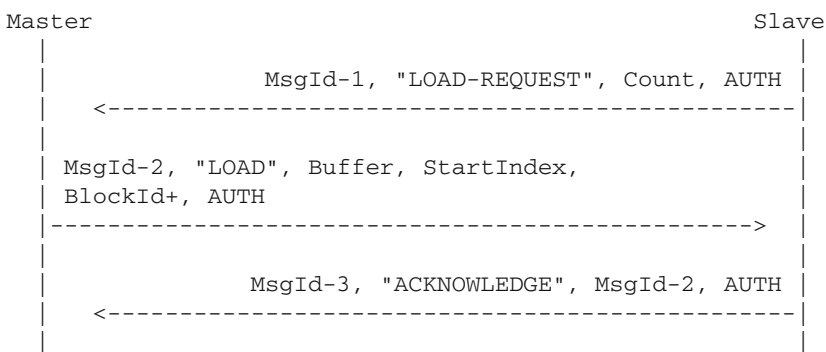 Master Slave
MsgId-1, "LOAD-REQUEST", Count, AUTH
MsgId-2, "LOAD", Buffer, StartIndex,
BlockId+, AUTH
MsgId-3, "ACKNOWLEDGE", MsgId-2, AUTH